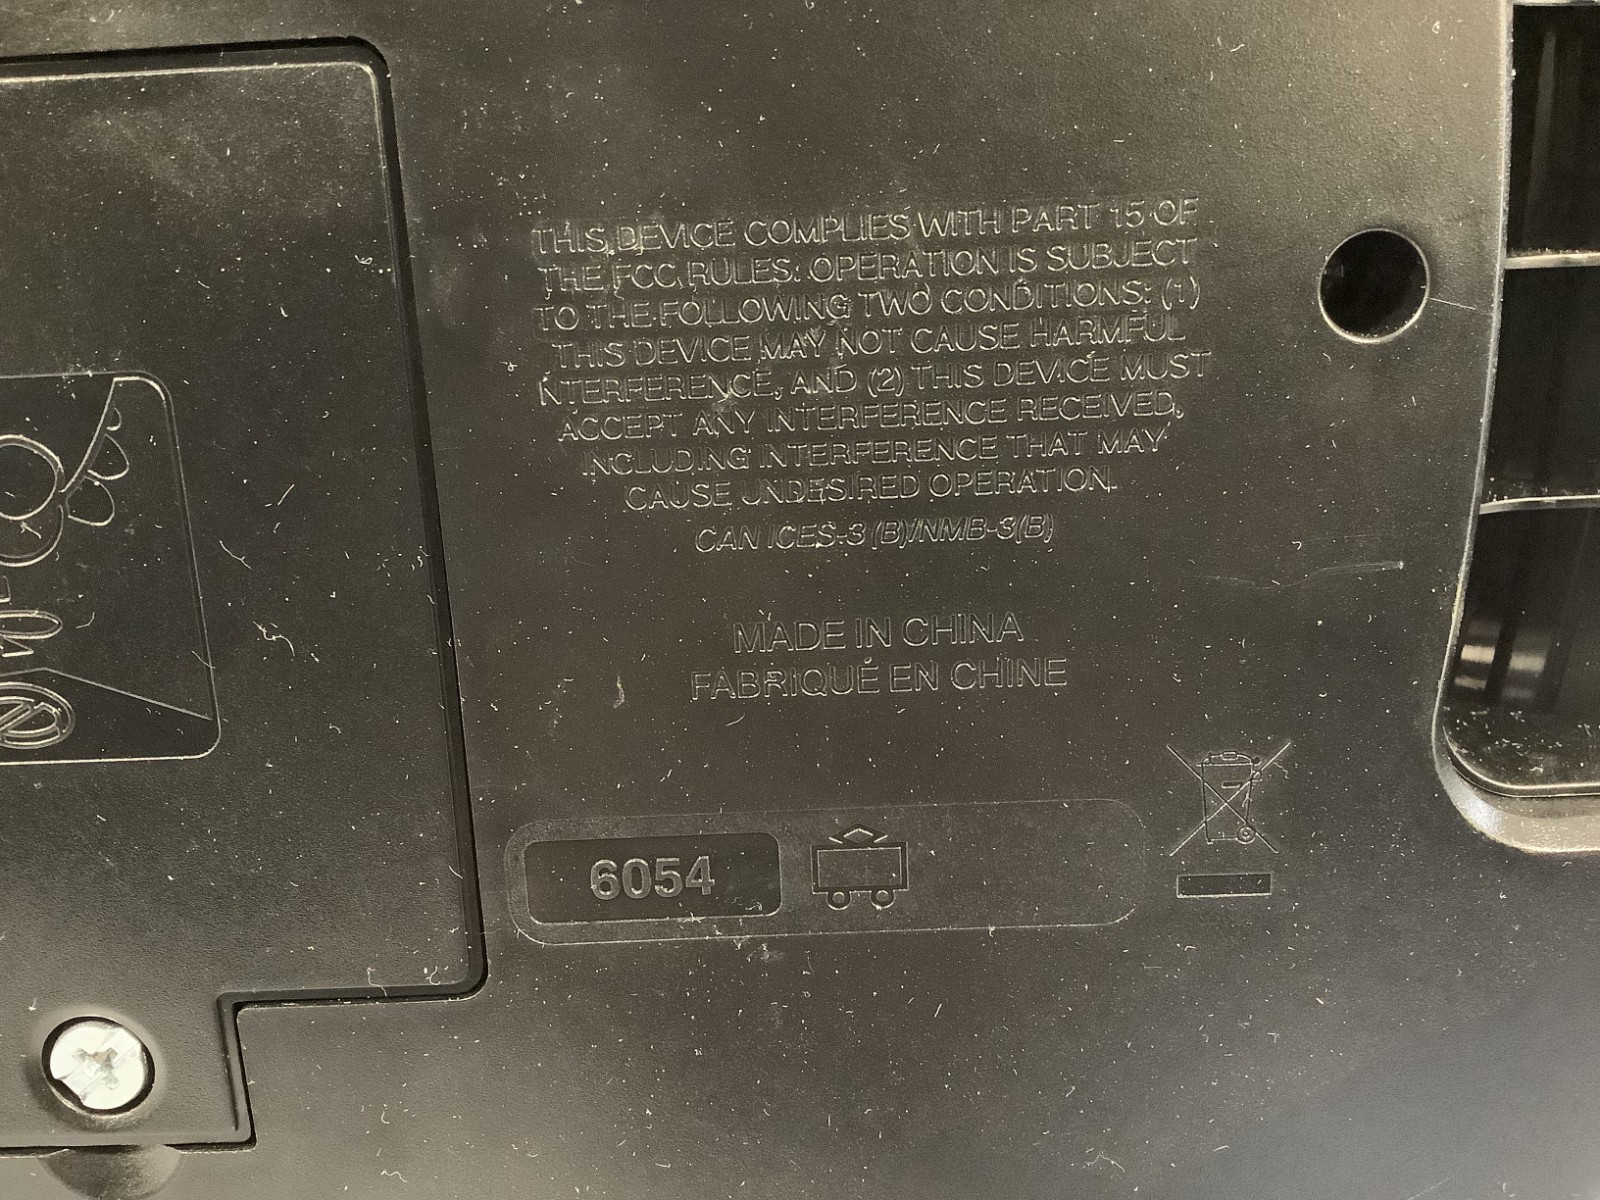 THIS DEVICE COMPLIES WITH PART 15 OF
THE FCC RULES. OPERATION IS SUBJECT
TO THE FOLLOWING TWO CONDITIONS: (1)
THIS DEVICE MAY NOT CAUSE HARMFUL
INTERFERENCE, AND (2) THIS DEVICE MUST
ACCEPT ANY INTERFERENCE RECEIVED,
INCLUDING INTERFERENCE THAT MAY
CAUSE UNDESIRED OPERATION.
CAN ICES-3 (B)/NMB-3(B)
MADE IN CHINA
FABRIQUÉ EN CHINE
6054